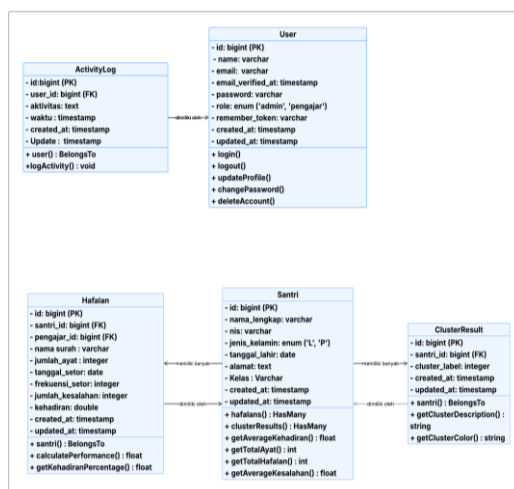 User
- id: bigint (PK)
- name: varchar
- email: varchar
- email_verified_at: timestamp
- password: varchar
- role: enum ('admin', 'pengajar')
- remember_token: varchar
- created_at: timestamp
- updated_at: timestamp
+ login()
+ logout()
+ updateProfile()
+ changePassword()
+ deleteAccount()
ActivityLog
- id:bigint (PK)
- user_id: bigint (FK)
- aktivitas: text
- waktu : timestamp
- created_at: timestamp
- Update : timestamp
+ user() : BelongsTo
+logActivity() : void
dimiliki oleh
Hafalan
- id: bigint (PK)
- santri_id: bigint (FK)
- pengajar_id: bigint (FK)
- nama surah : varchar
- jumlah_ayat : integer
- tanggal_setor: date
- frekuensi_setor: integer
- jumlah_kesalahan: integer
- kehadiran: double
- created_at: timestamp
- updated_at: timestamp
+ santri() : BelongsTo
+ calculatePerformance() : float
+ getKehadiranPercentage() : float
memiliki banyak
dimiliki oleh
Santri
- id: bigint (PK)
- nama_lengkap: varchar
- nis: varchar
- jenis_kelamin: enum ('L', 'P')
- tanggal_lahir: date
- alamat: text
- Kelas : Varchar
- created_at: timestamp
- updated_at: timestamp
+ hafalans() : HasMany
+ clusterResults() : HasMany
+ getAverageKehadiran() : float
+ getTotalAyat() : int
+ getTotalHafalan() : int
+ getAverageKesalahan() : float
memiliki banyak
dimiliki oleh
ClusterResult
- id: bigint (PK)
- santri_id: bigint (FK)
- cluster_label: integer
- created_at: timestamp
- updated_at: timestamp
+ santri() : BelongsTo
+ getClusterDescription() :
string
+ getClusterColor() : string